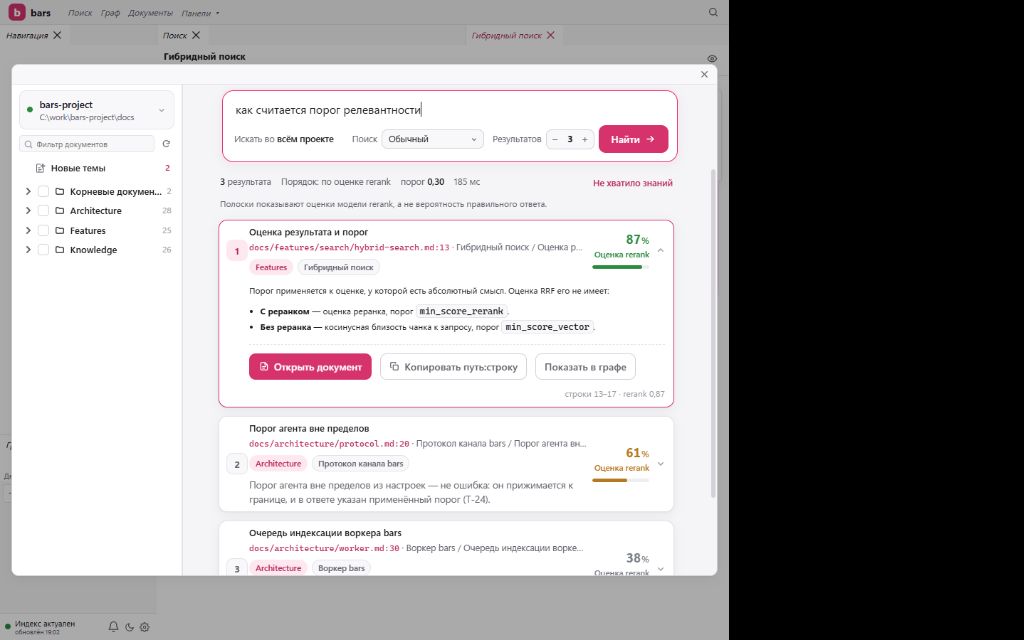 bars Поиск Граф Документы Панели
Навигация
Поиск
Гибридный поиск
Гибридный поиск
bars-project
C:\work\bars-project\docs
Фильтр документов
Новые темы 2
Корневые докумен... 2
Architecture 28
Features 25
Knowledge 26
как считается порог релевантности
Искать во всём проекте Поиск Обычный Результатов − 3 + Найти →
3 результата Порядок: по оценке rerank порог 0,30 185 мс Не хватило знаний
Полоски показывают оценки модели rerank, а не вероятность правильного ответа.
1
Оценка результата и порог
docs/features/search/hybrid-search.md:13 · Гибридный поиск / Оценка р...
Features Гибридный поиск
87%
Оценка rerank
Порог применяется к оценке, у которой есть абсолютный смысл. Оценка RRF его не имеет:
• С реранком — оценка реранка, порог min_score_rerank.
• Без реранка — косинусная близость чанка к запросу, порог min_score_vector.
Открыть документ Копировать путь:строку Показать в графе
строки 13–17 · rerank 0,87
2
Порог агента вне пределов
docs/architecture/protocol.md:20 · Протокол канала bars / Порог агента вн...
Architecture Протокол канала bars
61%
Оценка rerank
Порог агента вне пределов из настроек — не ошибка: он прижимается к
границе, и в ответе указан применённый порог (T-24).
3
Очередь индексации воркера bars
docs/architecture/worker.md:30 · Воркер bars / Очередь индексации ворке...
Architecture Воркер bars
38%
Оценка rerank
Индекс актуален
обновлён 19:02